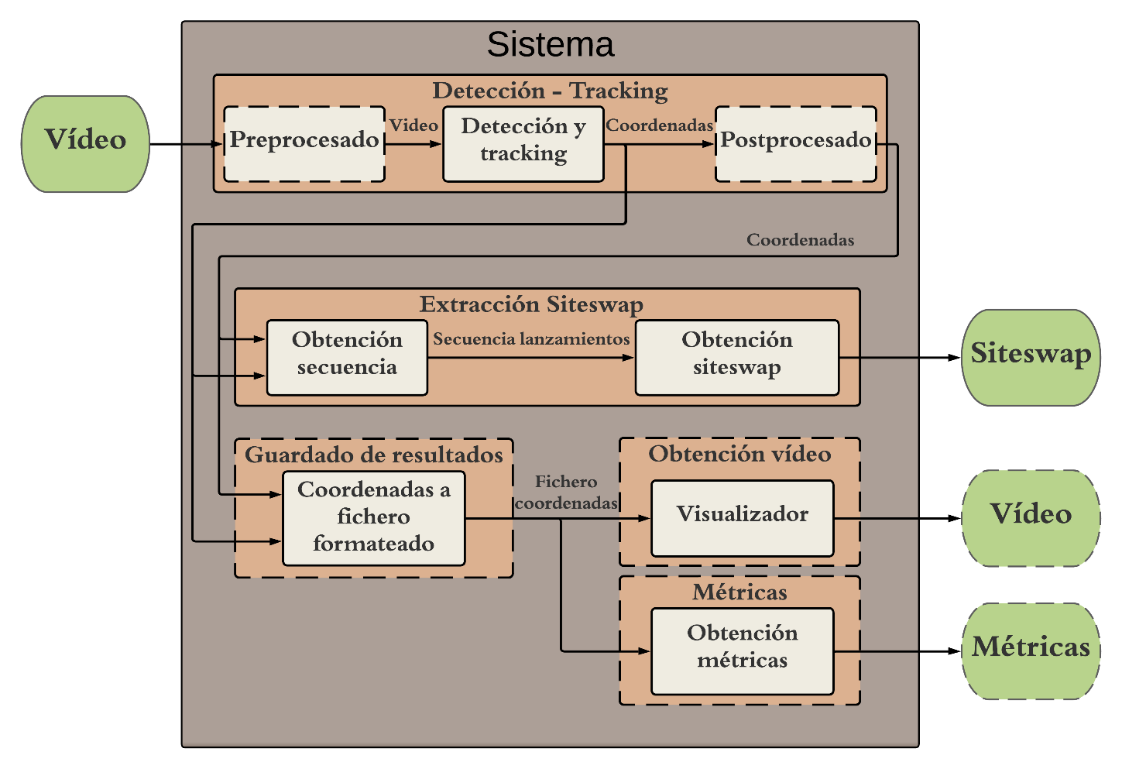 Sistema
Detección - Tracking
Vídeo
Preprocesado
Video
Detección y
tracking
Coordenadas
Postprocesado
Coordenadas
Extracción Siteswap
Obtención
secuencia
Secuencia lanzamientos
Obtención
siteswap
Siteswap
Guardado de resultados
Coordenadas a
fichero
formateado
Fichero
coordenadas
Obtención vídeo
Visualizador
Vídeo
Métricas
Obtención
métricas
Métricas